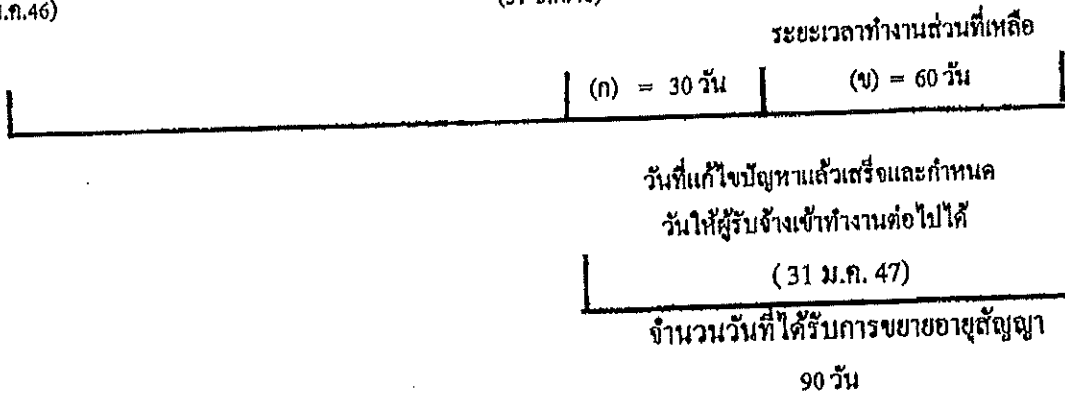 .ค.46)
ระยะเวลาทำงานส่วนที่เหลือ
(ก) = 30 วัน (ข) = 60 วัน
วันที่แก้ไขปัญหาแล้วเสร็จและกำหนด
วันให้ผู้รับจ้างเข้าทำงานต่อไปได้
(31 ม.ค. 47)
จำนวนวันที่ได้รับการขยายอายุสัญญา
90 วัน